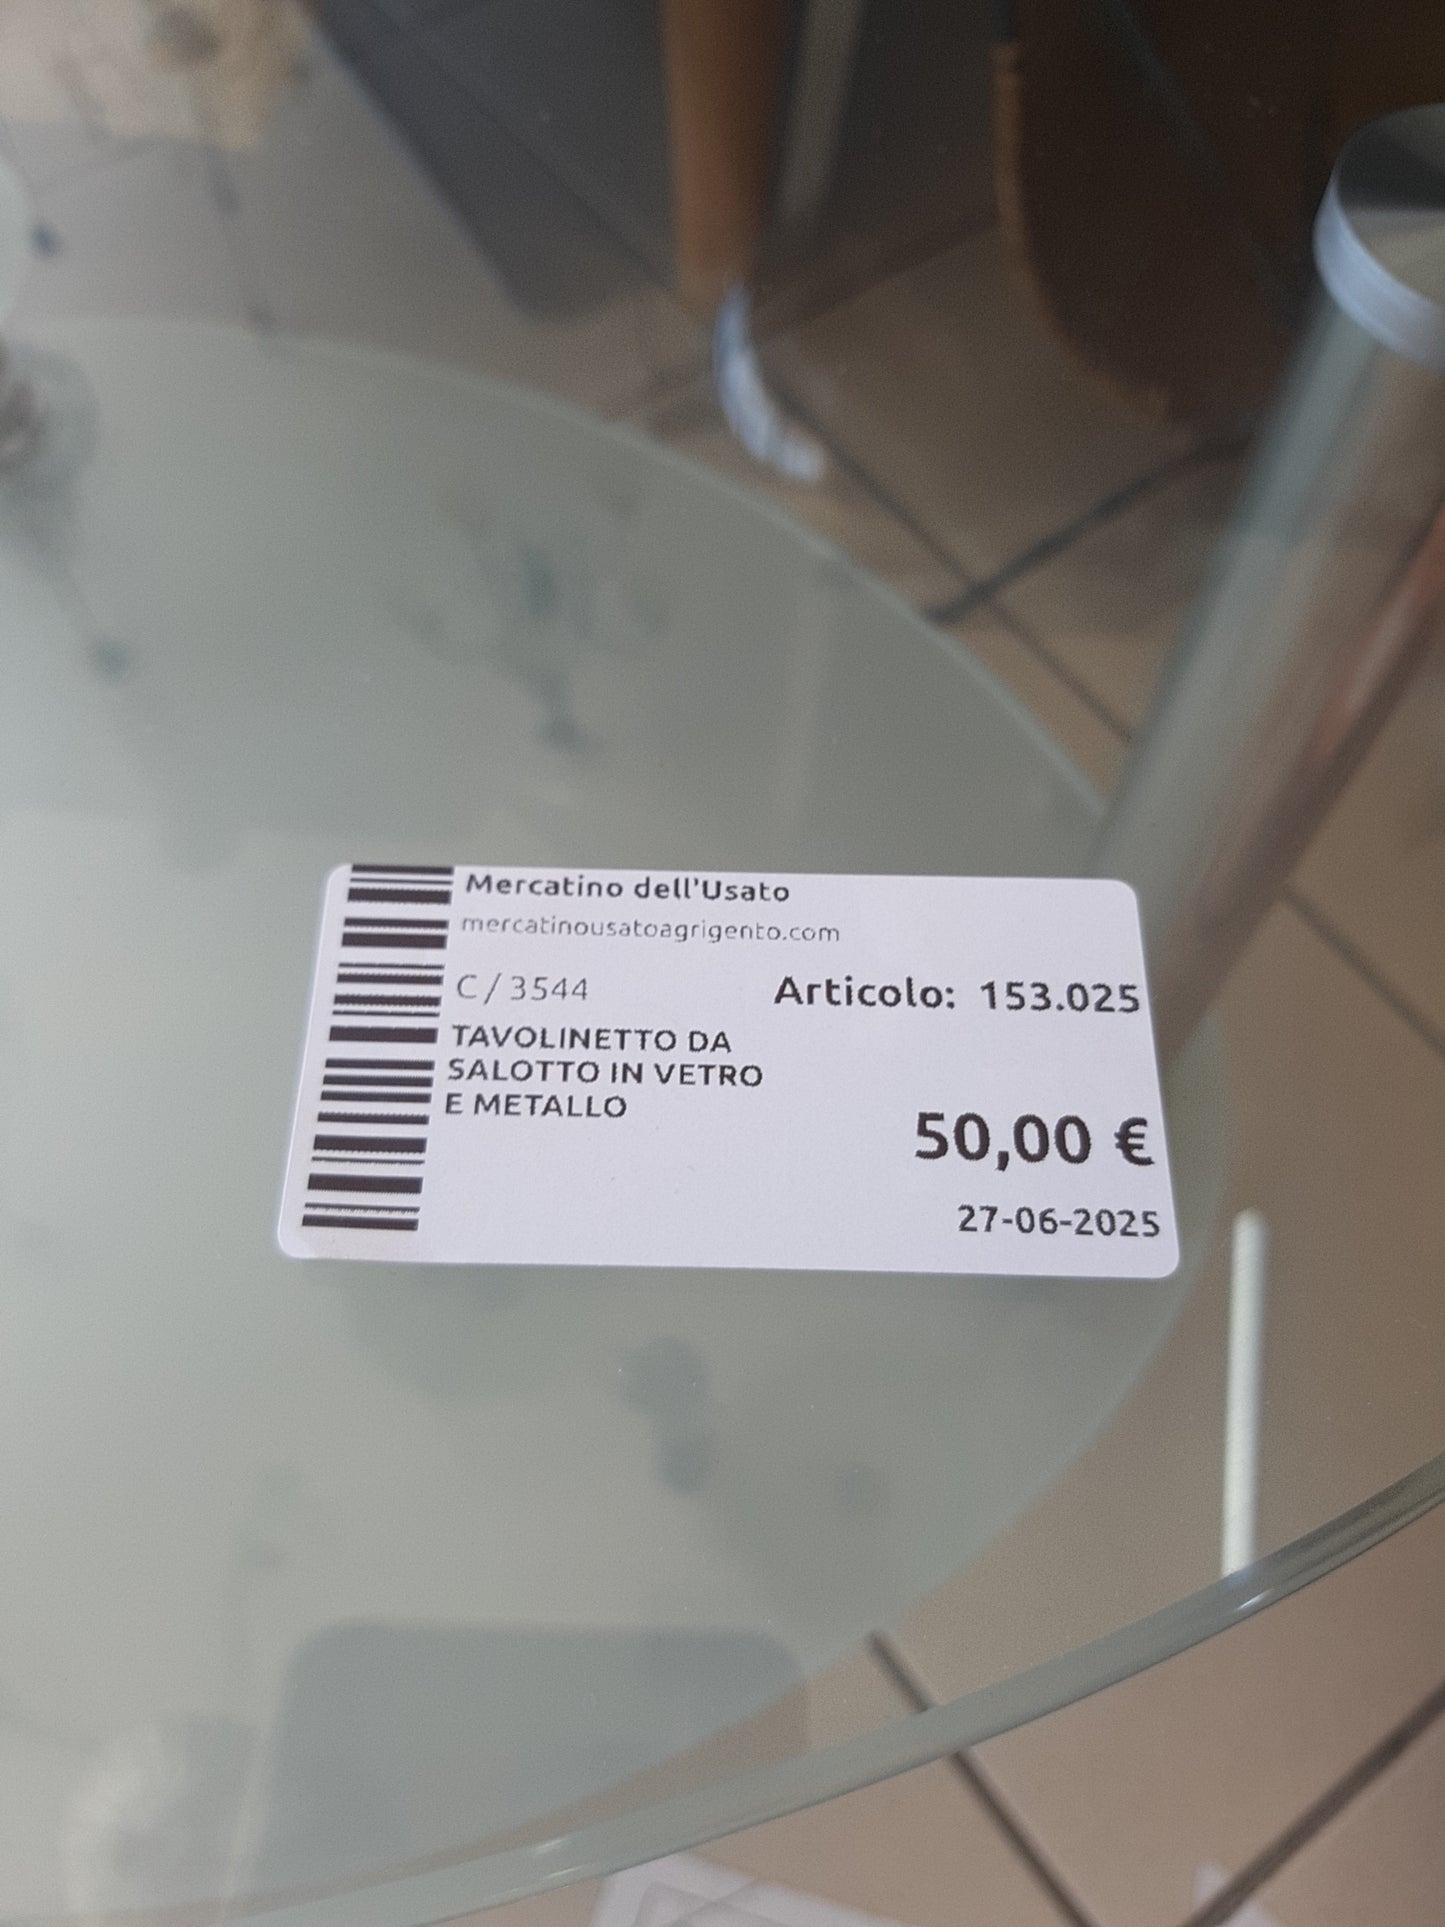 Mercatino dell'Usato
mercatinousatoagrigento.com
C/3544 Articolo: 153.025
TAVOLINETTO DA
SALOTTO IN VETRO
E METALLO
50,00 €
27-06-2025